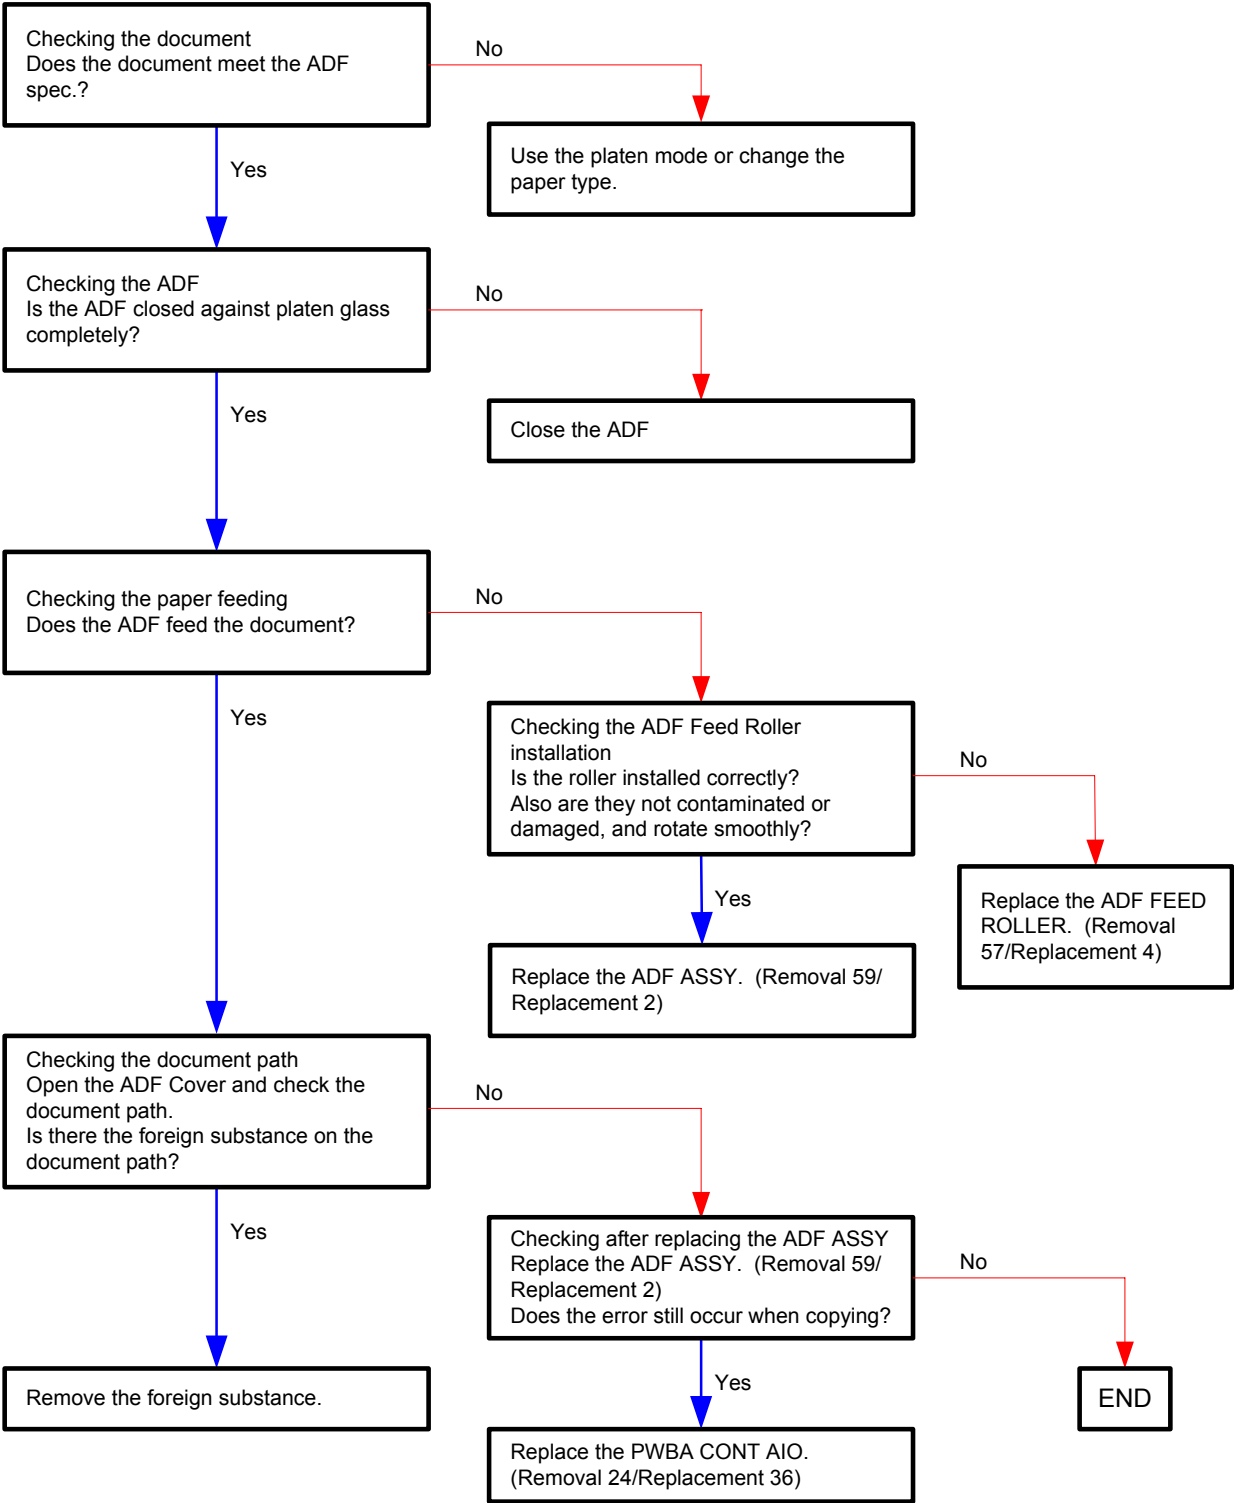 Checking the document
Does the document meet the ADF
spec.?
No
Use the platen mode or change the
paper type.
Yes
Checking the ADF
Is the ADF closed against platen glass
completely?
No
Close the ADF
Yes
Checking the paper feeding
Does the ADF feed the document?
No
Yes
Checking the ADF Feed Roller
installation
Is the roller installed correctly?
Also are they not contaminated or
damaged, and rotate smoothly?
No
Replace the ADF FEED
ROLLER.  (Removal
57/Replacement 4)
Yes
Replace the ADF ASSY.  (Removal 59/
Replacement 2)
Checking the document path
Open the ADF Cover and check the
document path.
Is there the foreign substance on the
document path?
No
Yes
Checking after replacing the ADF ASSY
Replace the ADF ASSY.  (Removal 59/
Replacement 2)
Does the error still occur when copying?
No
END
Yes
Remove the foreign substance.
Replace the PWBA CONT AIO.
(Removal 24/Replacement 36)